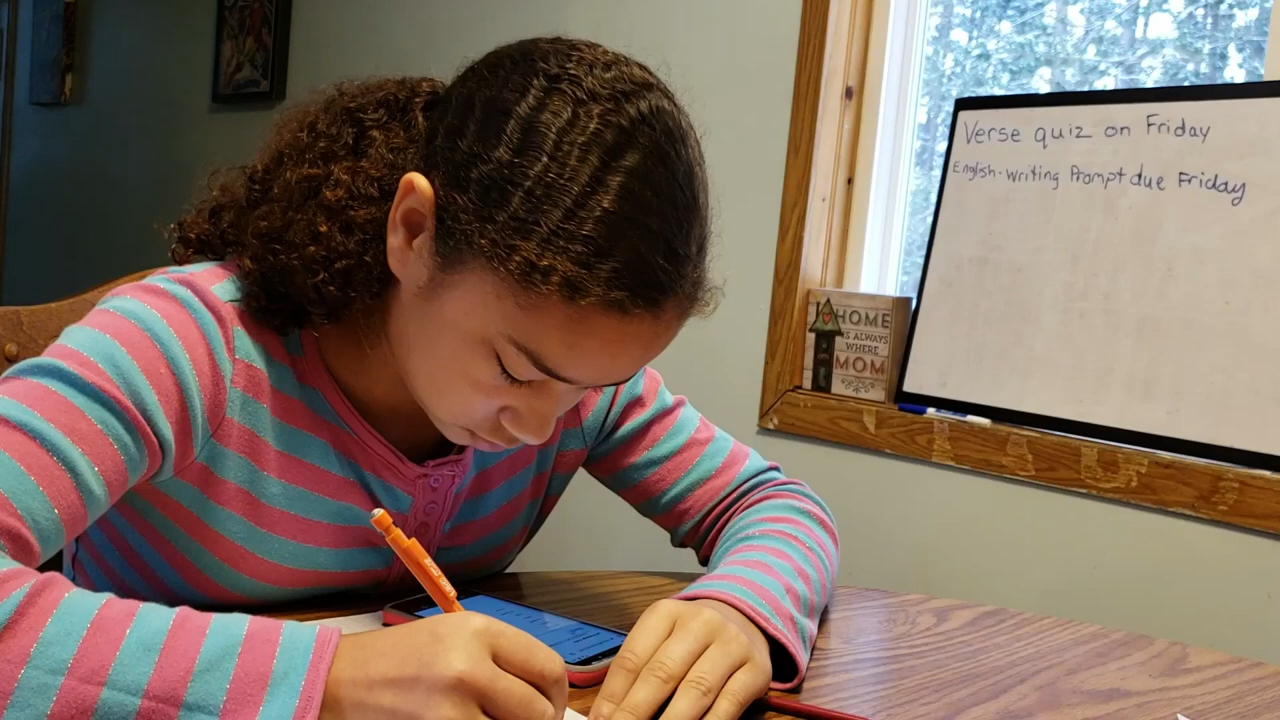 Verse quiz on Friday
English-Writing Prompt due Friday
HOME
IS ALWAYS
WHERE
MOM